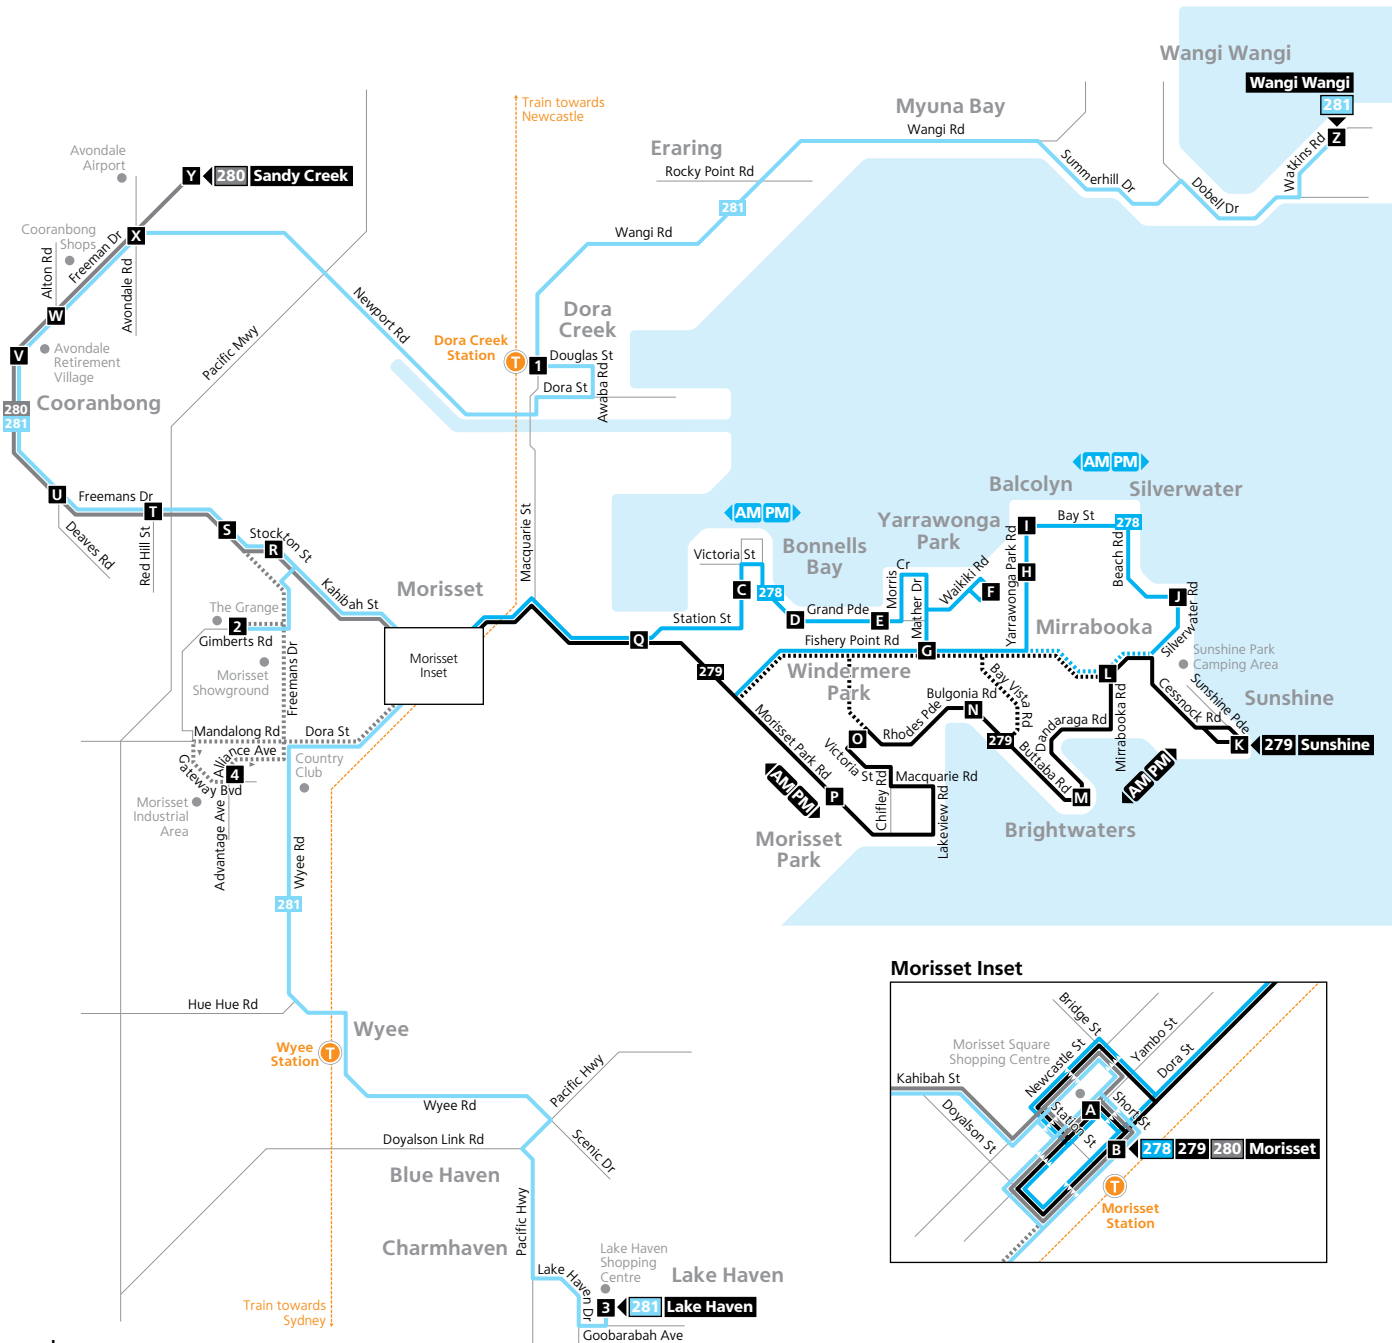 Wangi Wangi
Wangi Wangi
281
Z
Watkins Rd
Train towards
Newcastle
Myuna Bay
Wangi Rd
Eraring
Rocky Point Rd
Summerhill Dr
Dobell Dr
281
Wangi Rd
Avondale
Airport
Y
280
Sandy Creek
Cooranbong
Shops
X
Freeman Dr
Alton Rd
Avondale Rd
W
V
Avondale
Retirement
Village
Cooranbong
280
281
Pacific Mwy
Newport Rd
Dora Creek
Station
T
1
Dora
Creek
Douglas St
Dora St
Awaba Rd
U
Freemans Dr
T
Deaves Rd
Red Hill St
S
R
Stockton St
Kahibah St
Morisset
Macquarie St
The Grange
2
Gimberts Rd
Morisset
Showground
Freemans Dr
Morisset
Inset
Mandalong Rd
Dora St
Alliance Ave
Gateway Bvd
4
Country
Club
Morisset
Industrial
Area
Advantage Ave
Wyee Rd
281
AM PM
Victoria St
Bonnells
Bay
C
278
D
Station St
Q
Grand Pde
E
Morris
Cr
Mather Dr
Waikiki Rd
F
Yarrawonga
Park
Fishery Point Rd
G
279
AM PM
Balcolyn
Silverwater
I
Bay St
278
Yarrawonga Park Rd
H
Beach Rd
J
Silverwater Rd
Mirrabooka
Sunshine Park
Camping Area
Windermere
Park
Bay Vista Rd
L
Cessnock Rd
Sunshine Pde
Sunshine
K
279
Sunshine
Bulgonia Rd
N
Rhodes Pde
O
Victoria St
279
Buttaba Rd
Dandaraga Rd
Mirrabooka Rd
M
AM PM
Brightwaters
Morisset Park Rd
AM PM
P
Macquarie Rd
Chifley Rd
Lakeview Rd
Morisset
Park
Hue Hue Rd
Wyee
Wyee
Station
T
Wyee Rd
Pacific Hwy
Scenic Dr
Doyalson Link Rd
Blue Haven
Pacific Hwy
Charmhaven
Lake Haven
Shopping
Centre
Lake Haven
Lake Haven Dr
3
281
Lake Haven
Goobarabah Ave
Train towards
Sydney
Morisset Inset
Bridge St
Yambo St
Morisset Square
Shopping Centre
Newcastle St
Dora St
Kahibah St
Doyalson St
A
Station St
Short St
B
278
279
280
Morisset
T
Morisset
Station